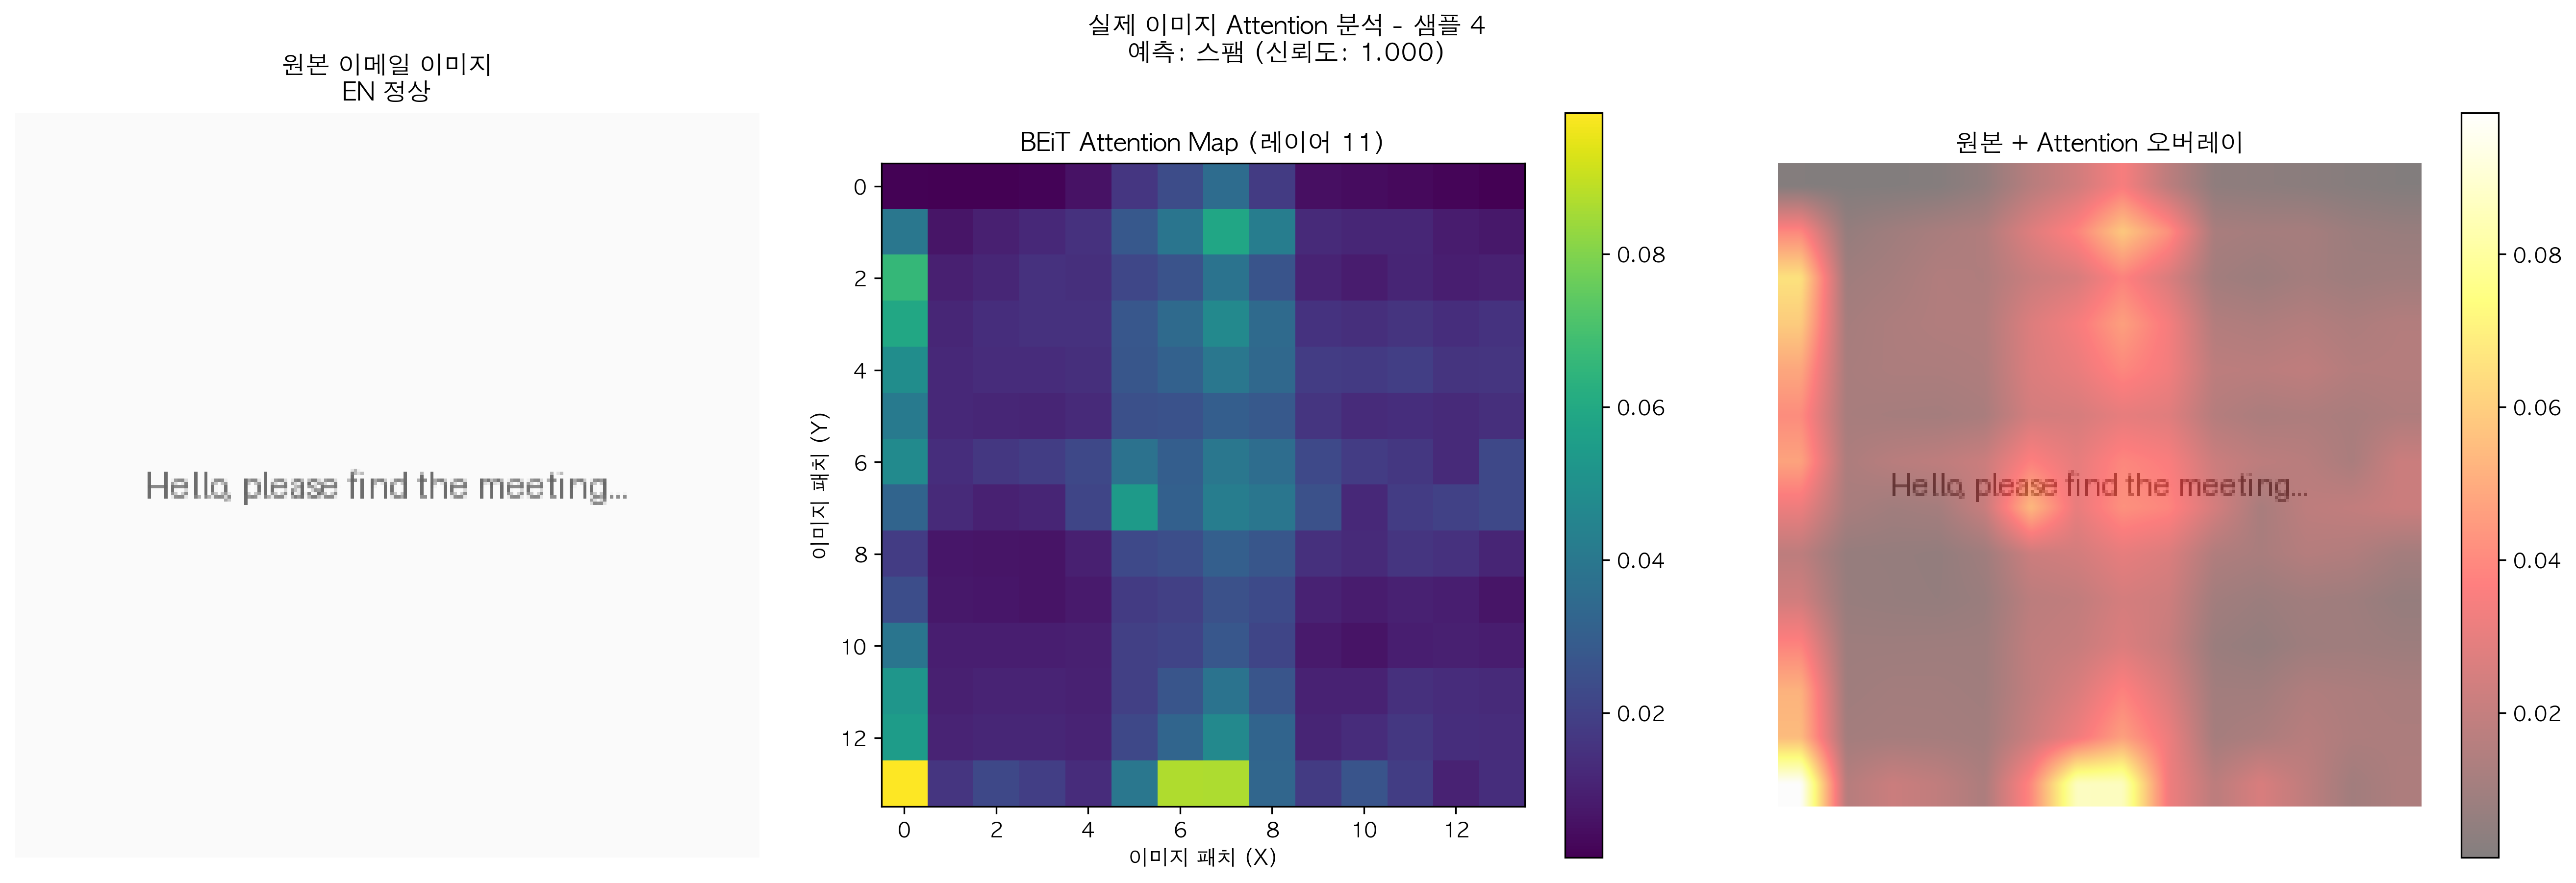 실제 이미지 Attention 분석 - 샘플 4
예측: 스팸 (신뢰도: 1.000)
원본 이메일 이미지
EN 정상
Hello, please find the meeting...
BEiT Attention Map (레이어 11)
이미지 패치 (Y)
0
2
4
6
8
10
12
0 2 4 6 8 10 12
이미지 패치 (X)
0.08
0.06
0.04
0.02
원본 + Attention 오버레이
Hello, please find the meeting...
0.08
0.06
0.04
0.02